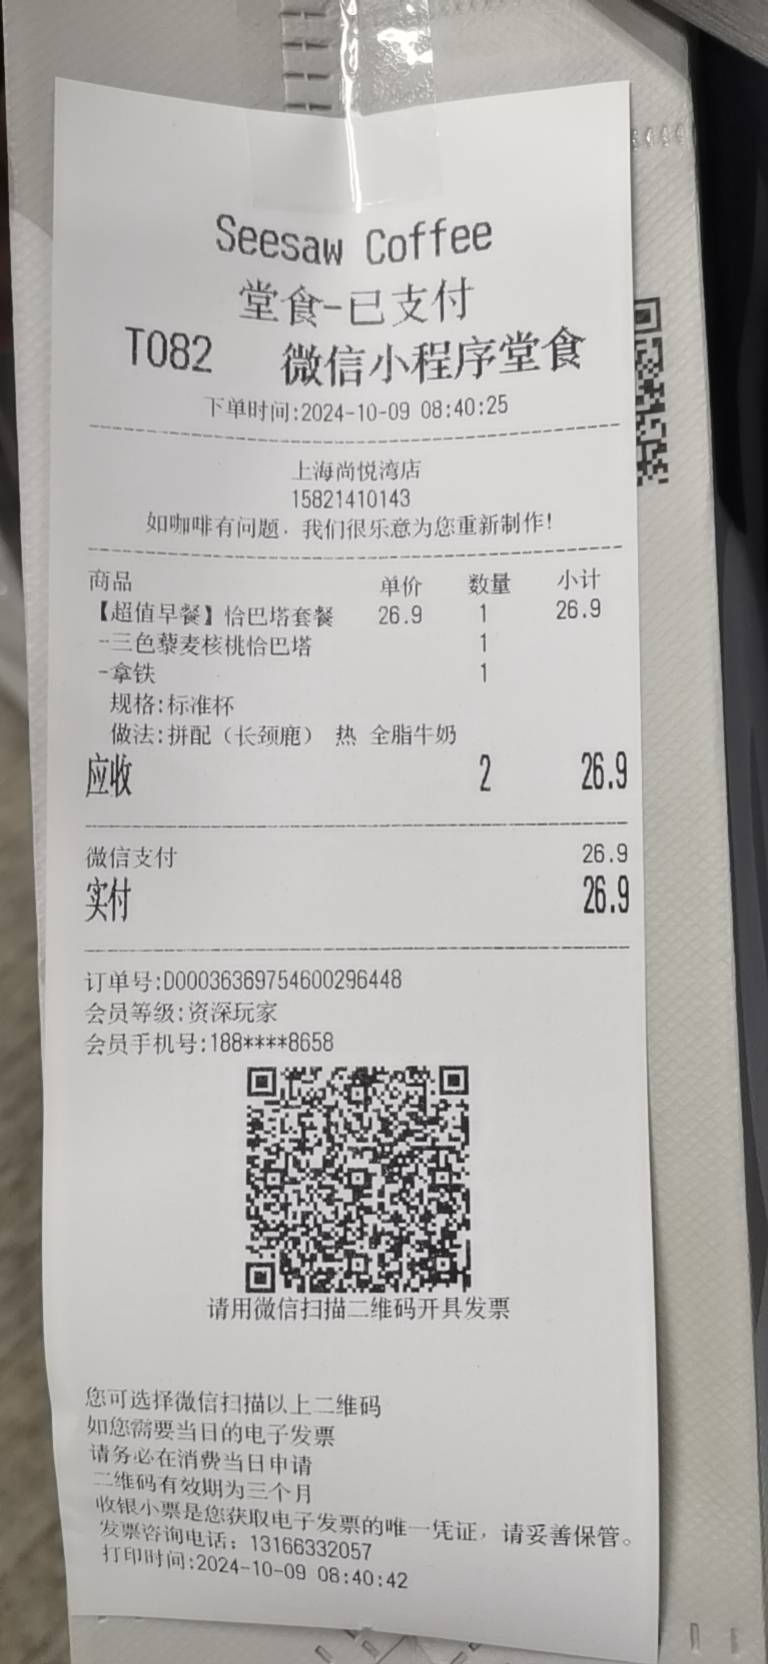 Seesaw Coffee
堂食-已支付
T082 微信小程序堂食
下单时间:2024-10-09 08:40:25
上海尚悦湾店
15821410143
如咖啡有问题，我们很乐意为您重新制作!
商品 单价 数量 小计
【超值早餐】恰巴塔套餐 26.9 1 26.9
-三色藜麦核桃恰巴塔 1
-拿铁 1
规格:标准杯
做法:拼配（长颈鹿） 热 全脂牛奶
应收 2 26.9
微信支付 26.9
实付 26.9
订单号:D00036369754600296448
会员等级:资深玩家
会员手机号:188****8658
请用微信扫描二维码开具发票
您可选择微信扫描以上二维码
如您需要当日的电子发票
请务必在消费当日申请
二维码有效期为三个月
收银小票是您获取电子发票的唯一凭证，请妥善保管。
发票咨询电话：13166332057
打印时间:2024-10-09 08:40:42